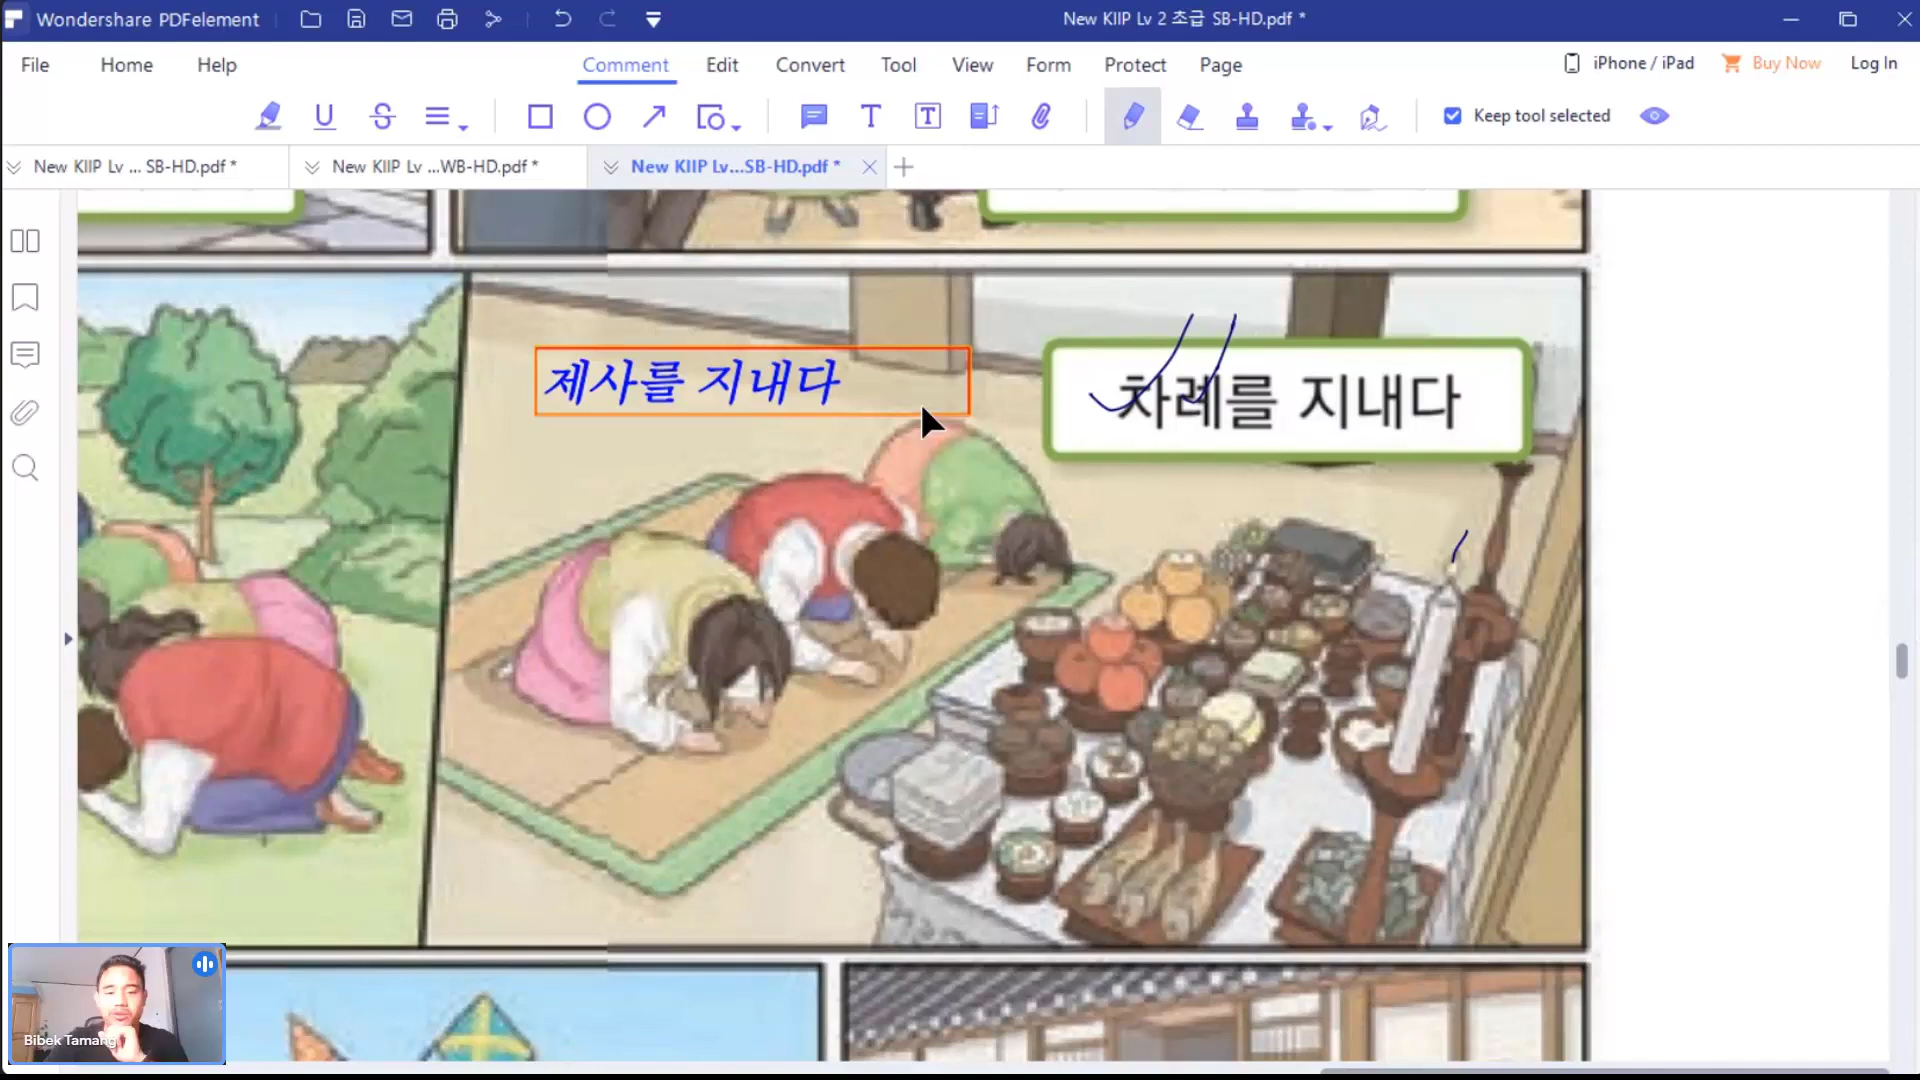 Wondershare PDFelement
New KIIP Lv 2 초급 SB-HD.pdf *
File Home Help Comment Edit Convert Tool View Form Protect Page iPhone / iPad Buy Now Log In
Keep tool selected
New KIIP Lv ... SB-HD.pdf * New KIIP Lv ...WB-HD.pdf * New KIIP Lv...SB-HD.pdf *
제사를 지내다
차례를 지내다
Bibek Tamang